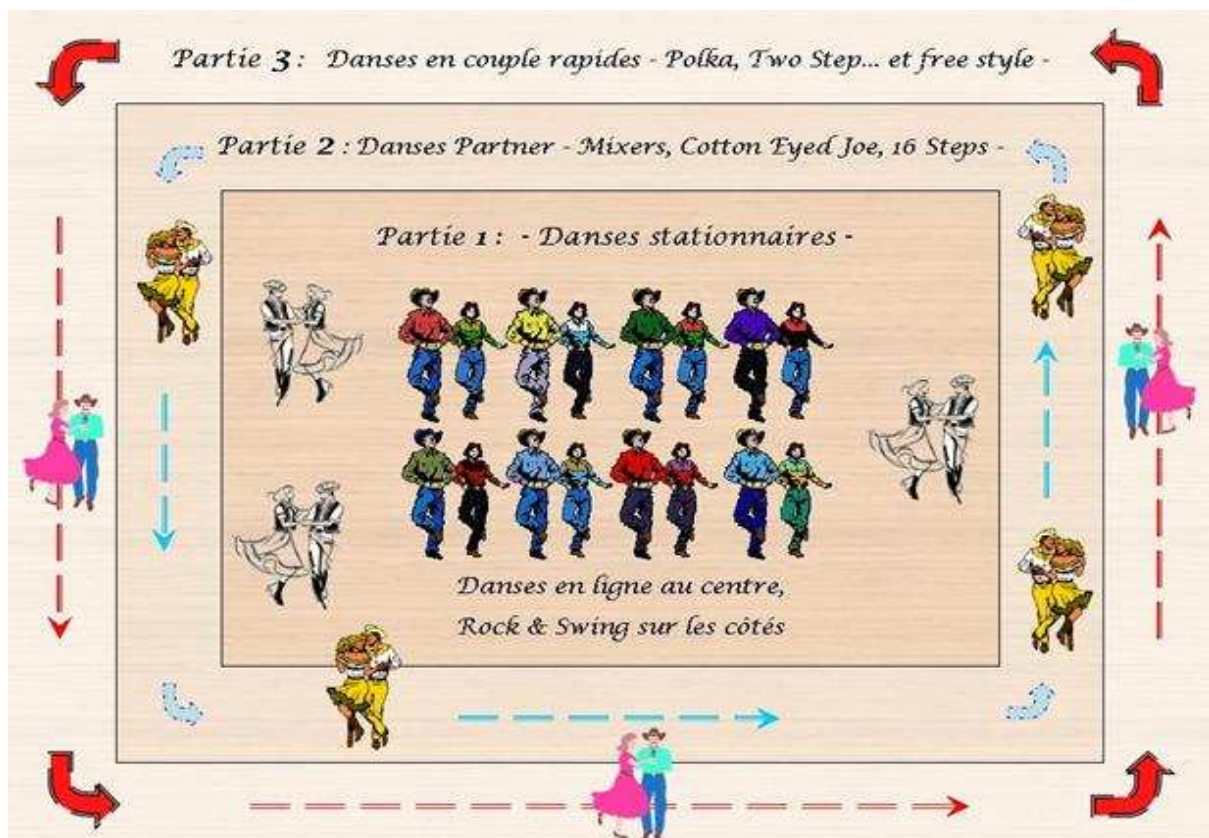 Partie 3 : Danses en couple rapides - Polka, Two Step... et free style -
Partie 2 : Danses Partner - Mixers, Cotton Eyed Joe, 16 Steps -
Partie 1 : - Danses stationnaires -
Danses en ligne au centre,
Rock & Swing sur les côtés